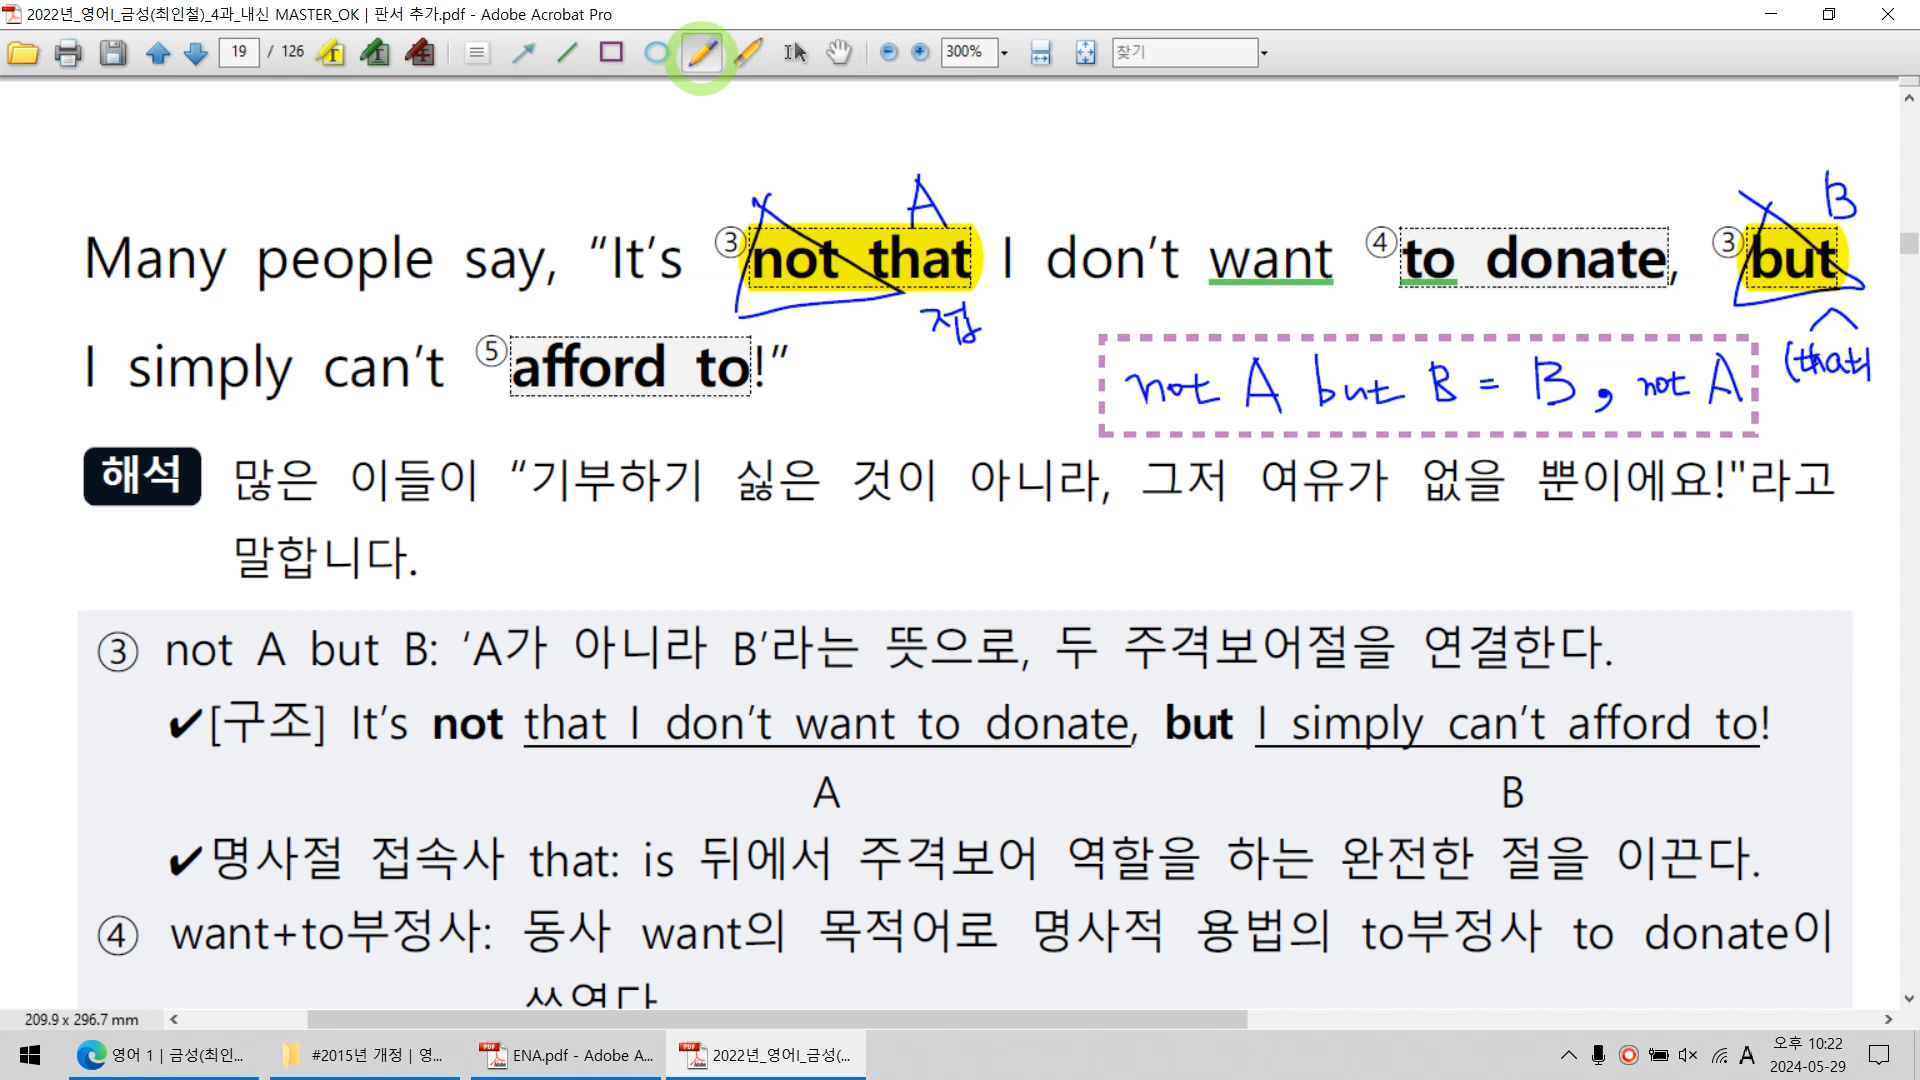 2022년_영어I_금성(최인철)_4과_내신 MASTER_OK | 판서 추가.pdf - Adobe Acrobat Pro
19 / 126 300% 찾기
A B
Many people say, “It’s ③not that I don’t want ④to donate, ③but
접
I simply can’t ⑤afford to!”
not A but B = B, not A (that)
해석 많은 이들이 “기부하기 싫은 것이 아니라, 그저 여유가 없을 뿐이에요!"라고
말합니다.
③ not A but B: ‘A가 아니라 B’라는 뜻으로, 두 주격보어절을 연결한다.
✔[구조] It’s not that I don’t want to donate, but I simply can’t afford to!
A B
✔명사절 접속사 that: is 뒤에서 주격보어 역할을 하는 완전한 절을 이끈다.
④ want+to부정사: 동사 want의 목적어로 명사적 용법의 to부정사 to donate이
쓰였다
209.9 x 296.7 mm
영어 1 | 금성(최인... #2015년 개정 | 영... ENA.pdf - Adobe A... 2022년_영어I_금성(... A 오후 10:22
2024-05-29